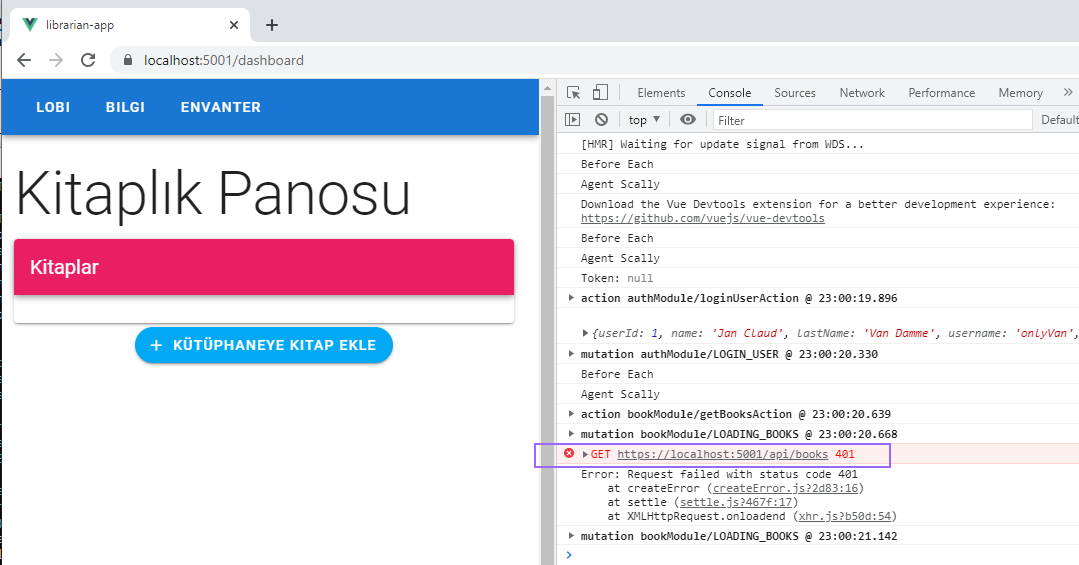 librarian-app
localhost:5001/dashboard
LOBI BILGI ENVANTER
Kitaplık Panosu
Kitaplar
KÜTÜPHANEYE KITAP EKLE
Elements Console Sources Network Performance Memory
top Filter Default
[HMR] Waiting for update signal from WDS...
Before Each
Agent Scally
Download the Vue Devtools extension for a better development experience:
https://github.com/vuejs/vue-devtools
Before Each
Agent Scally
Token: null
action authModule/loginUserAction @ 23:00:19.896
{userId: 1, name: 'Jan Claud', lastName: 'Van Damme', username: 'onlyVan',
mutation authModule/LOGIN_USER @ 23:00:20.330
Before Each
Agent Scally
action bookModule/getBooksAction @ 23:00:20.639
mutation bookModule/LOADING_BOOKS @ 23:00:20.668
GET https://localhost:5001/api/books 401
Error: Request failed with status code 401
at createError (createError.js?2d83:16)
at settle (settle.js?467f:17)
at XMLHttpRequest.onloadend (xhr.js?b50d:54)
mutation bookModule/LOADING_BOOKS @ 23:00:21.142